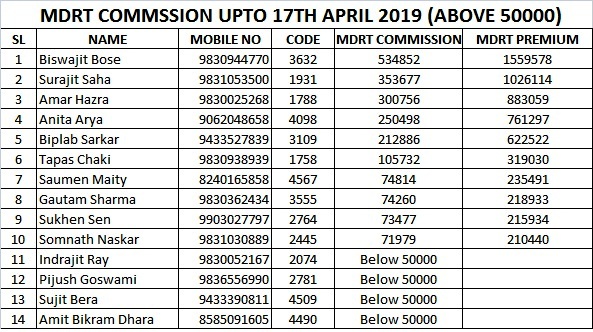 MDRT COMMSSION UPTO 17TH APRIL 2019 (ABOVE 50000)
SL NAME MOBILE NO CODE MDRT COMMISSION MDRT PREMIUM
1 Biswajit Bose 9830944770 3632 534852 1559578
2 Surajit Saha 9831053500 1931 353677 1026114
3 Amar Hazra 9830025268 1788 300756 883059
4 Anita Arya 9062048658 4098 250498 761297
5 Biplab Sarkar 9433527839 3109 212886 622522
6 Tapas Chaki 9830938939 1758 105732 319030
7 Saumen Maity 8240165858 4567 74814 235491
8 Gautam Sharma 9830362434 3555 74260 218933
9 Sukhen Sen 9903027797 2764 73477 215934
10 Somnath Naskar 9831030889 2445 71979 210440
11 Indrajit Ray 9830052167 2074 Below 50000
12 Pijush Goswami 9836556990 2781 Below 50000
13 Sujit Bera 9433390811 4509 Below 50000
14 Amit Bikram Dhara 8585091605 4490 Below 50000